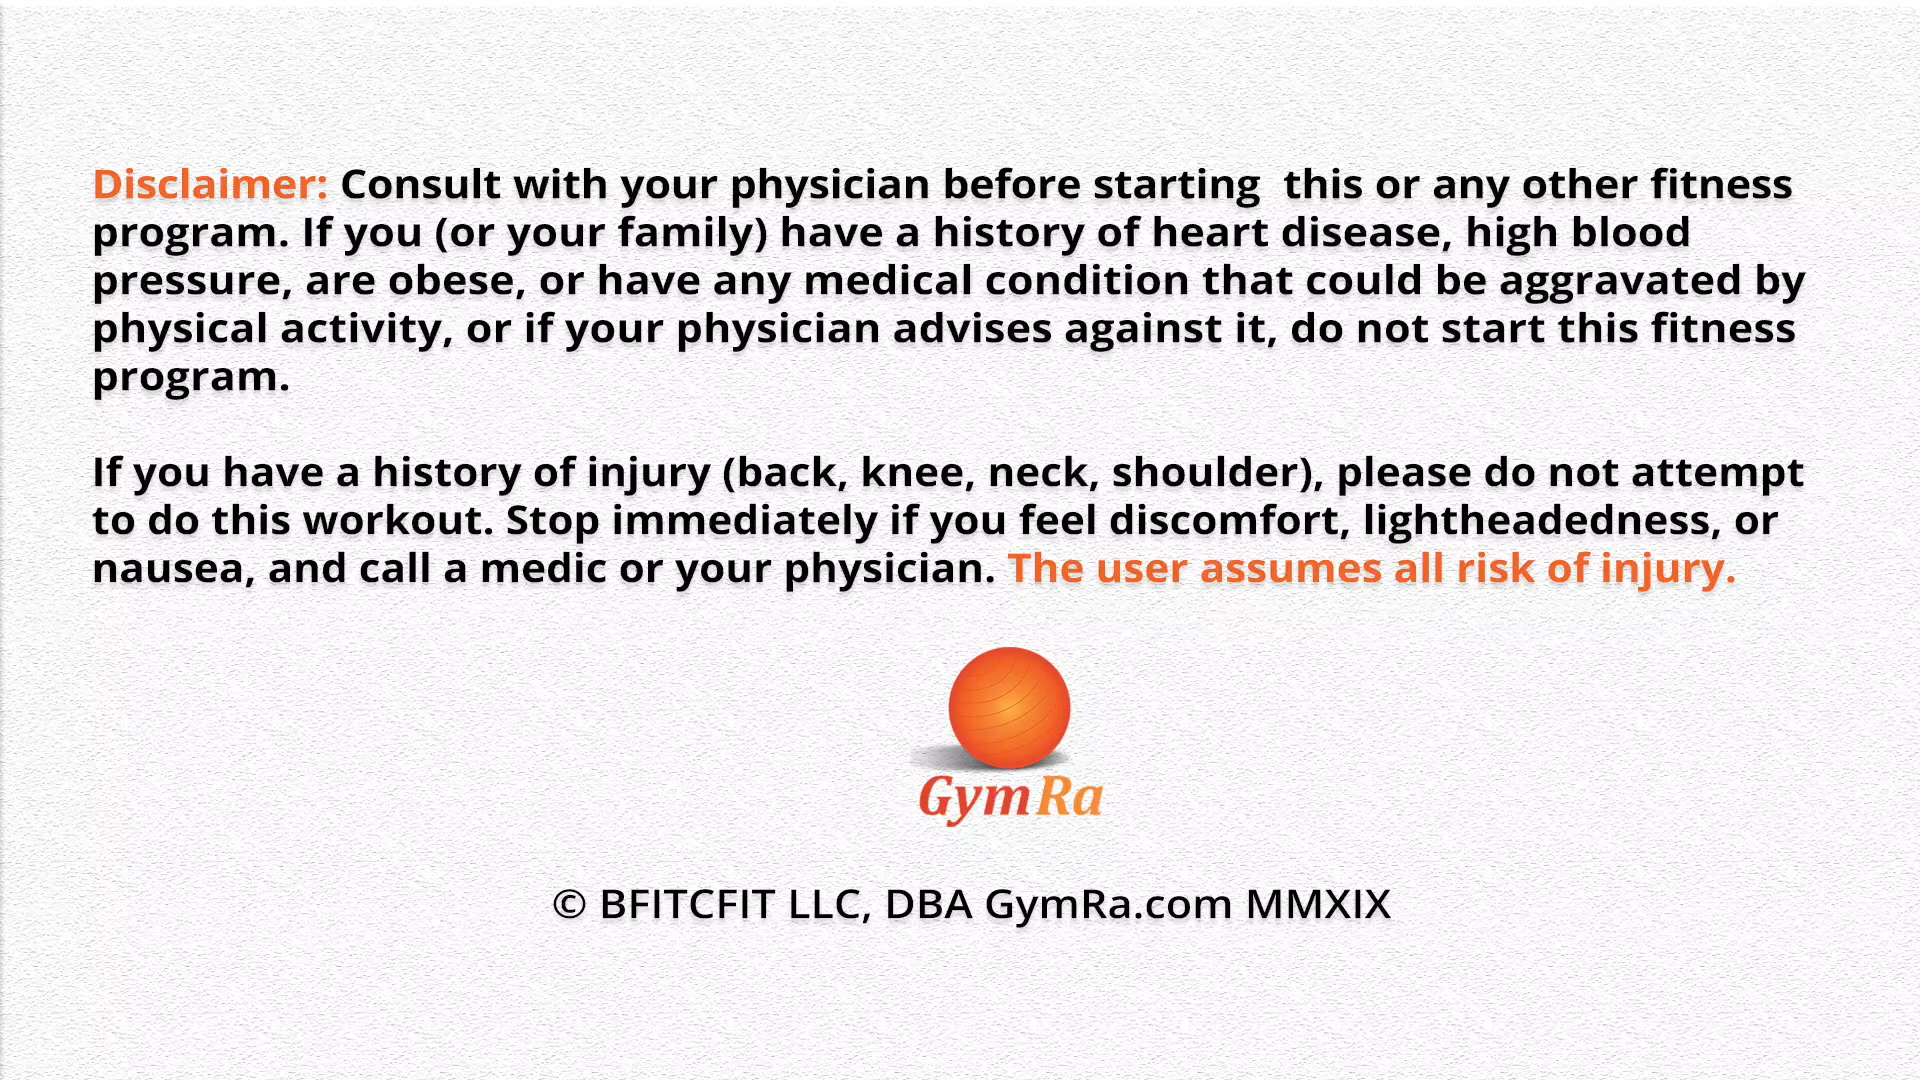 Disclaimer: Consult with your physician before starting  this or any other fitness
program. If you (or your family) have a history of heart disease, high blood
pressure, are obese, or have any medical condition that could be aggravated by
physical activity, or if your physician advises against it, do not start this fitness
program.
If you have a history of injury (back, knee, neck, shoulder), please do not attempt
to do this workout. Stop immediately if you feel discomfort, lightheadedness, or
nausea, and call a medic or your physician. The user assumes all risk of injury.
GymRa
© BFITCFIT LLC, DBA GymRa.com MMXIX